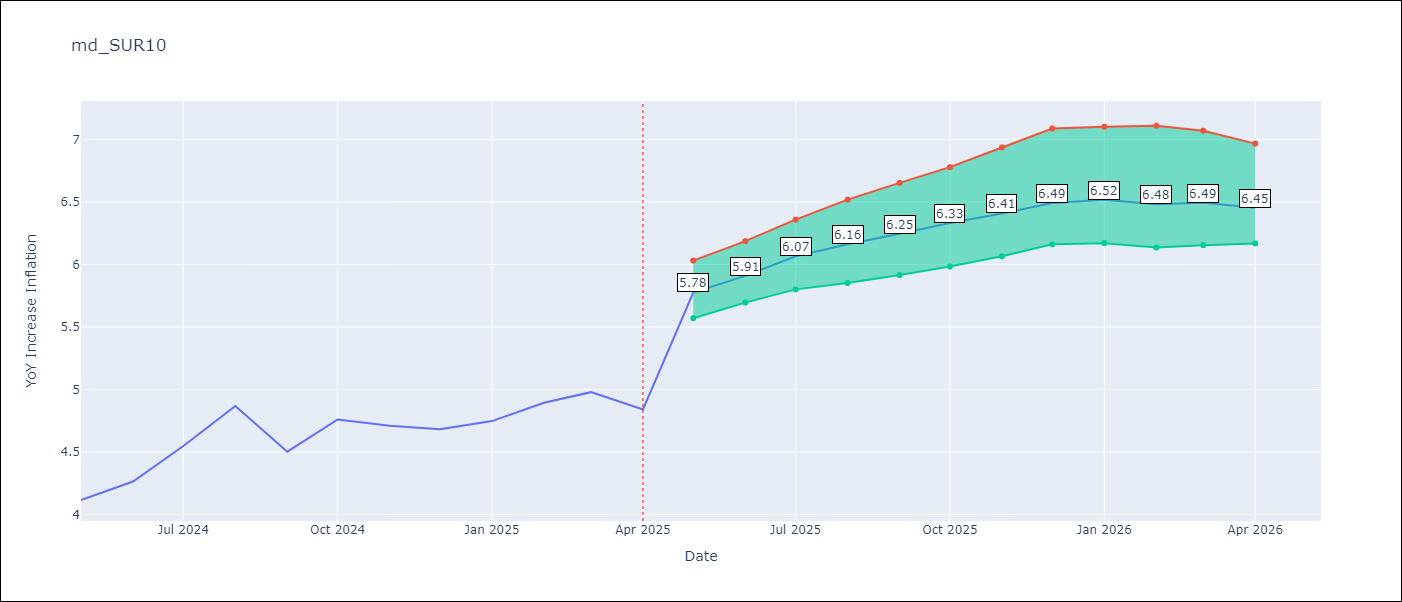 md_SUR10
YoY Increase Inflation
7
6.5
6
5.5
5
4.5
4
5.78
5.91
6.07
6.16
6.25
6.33
6.41
6.49
6.52
6.48
6.49
6.45
Jul 2024
Oct 2024
Jan 2025
Apr 2025
Jul 2025
Oct 2025
Jan 2026
Apr 2026
Date